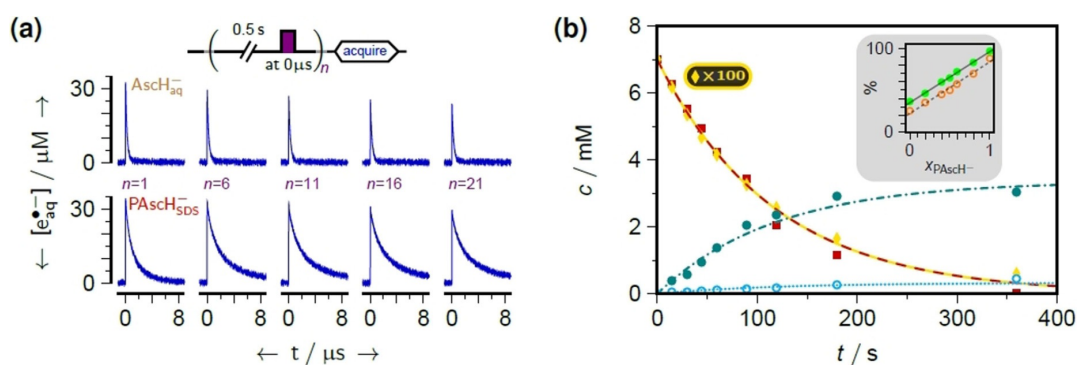 (a)
0.5 s
at 0 µs
n
acquire
AscH⁻aq
30
0
[e•−aq] / µM
n=1 n=6 n=11 n=16 n=21
PAscH⁻SDS
30
0
0 8 0 8 0 8 0 8 0 8
← t / µs →
(b)
8
6
4
2
0
c / mM
×100
100
%
0
0 1
xPAscH⁻
0 100 200 300 400
t / s